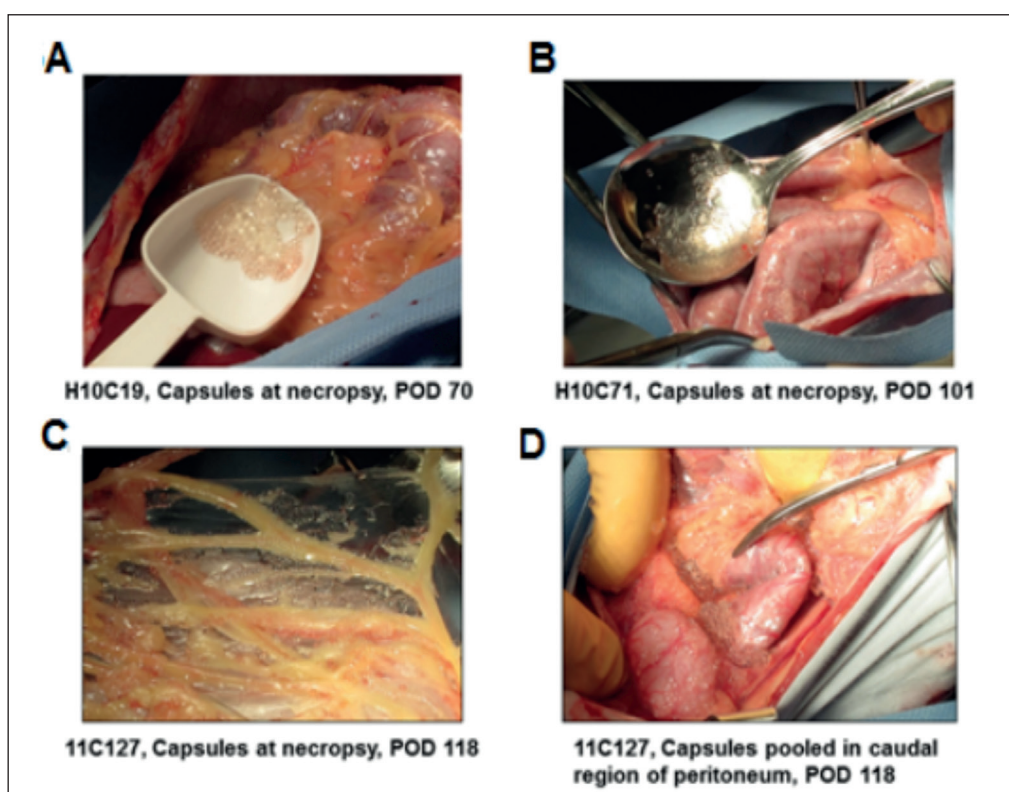 A
B
H10C19, Capsules at necropsy, POD 70
H10C71, Capsules at necropsy, POD 101
C
D
11C127, Capsules at necropsy, POD 118
11C127, Capsules pooled in caudal
region of peritoneum, POD 118